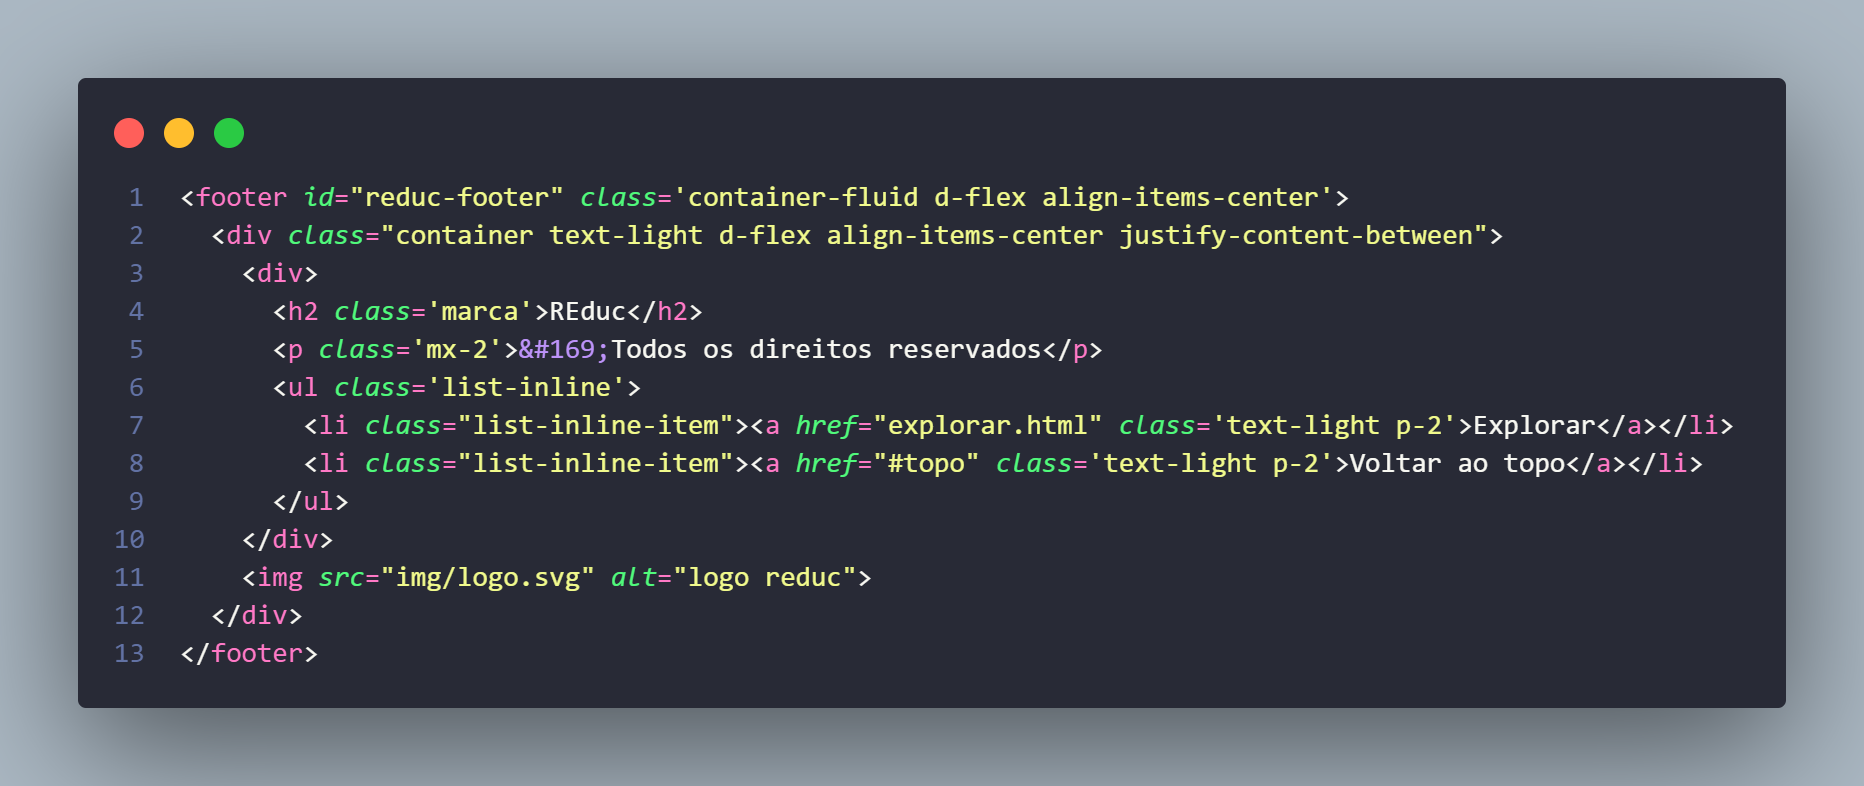 1 <footer id="reduc-footer" class='container-fluid d-flex align-items-center'>
2   <div class="container text-light d-flex align-items-center justify-content-between">
3     <div>
4       <h2 class='marca'>REduc</h2>
5       <p class='mx-2'>&#169;Todos os direitos reservados</p>
6       <ul class='list-inline'>
7         <li class="list-inline-item"><a href="explorar.html" class='text-light p-2'>Explorar</a></li>
8         <li class="list-inline-item"><a href="#topo" class='text-light p-2'>Voltar ao topo</a></li>
9       </ul>
10     </div>
11     <img src="img/logo.svg" alt="logo reduc">
12   </div>
13 </footer>